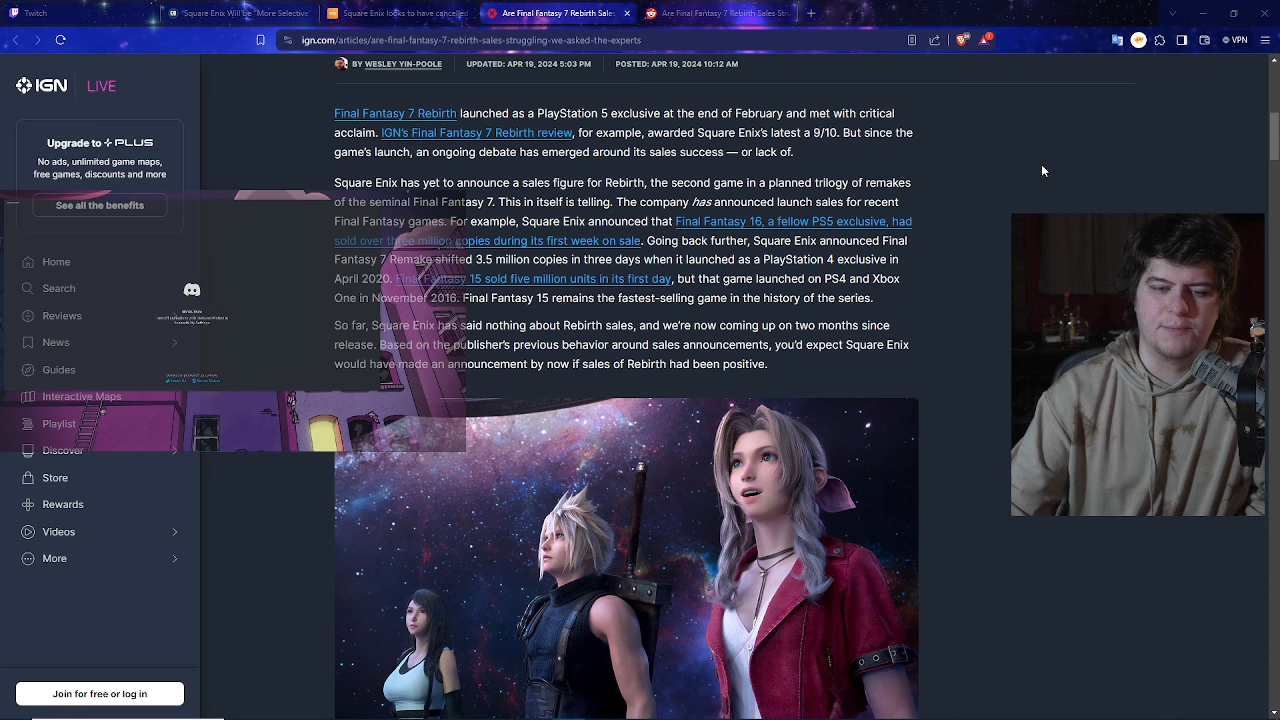 Twitch
"Square Enix Will be "More Selective
Square Enix looks to have cancelled
Are Final Fantasy 7 Rebirth Sales
Are Final Fantasy 7 Rebirth Sales Str
ign.com/articles/are-final-fantasy-7-rebirth-sales-struggling-we-asked-the-experts
VPN
IGN LIVE
Upgrade to PLUS
No ads, unlimited game maps,
free games, discounts and more
See all the benefits
Home
Search
Reviews
News
Guides
Interactive Maps
Playlist
Discover
Store
Rewards
Videos
More
Join for free or log in
BY WESLEY YIN-POOLE UPDATED: APR 19, 2024 5:03 PM POSTED: APR 19, 2024 10:12 AM
Final Fantasy 7 Rebirth launched as a PlayStation 5 exclusive at the end of February and met with critical
acclaim. IGN's Final Fantasy 7 Rebirth review, for example, awarded Square Enix's latest a 9/10. But since the
game's launch, an ongoing debate has emerged around its sales success — or lack of.
Square Enix has yet to announce a sales figure for Rebirth, the second game in a planned trilogy of remakes
of the seminal Final Fantasy 7. This in itself is telling. The company has announced launch sales for recent
Final Fantasy games. For example, Square Enix announced that Final Fantasy 16, a fellow PS5 exclusive, had
sold over three million copies during its first week on sale. Going back further, Square Enix announced Final
Fantasy 7 Remake shifted 3.5 million copies in three days when it launched as a PlayStation 4 exclusive in
April 2020. Final Fantasy 15 sold five million units in its first day, but that game launched on PS4 and Xbox
One in November 2016. Final Fantasy 15 remains the fastest-selling game in the history of the series.
So far, Square Enix has said nothing about Rebirth sales, and we're now coming up on two months since
release. Based on the publisher's previous behavior around sales announcements, you'd expect Square Enix
would have made an announcement by now if sales of Rebirth had been positive.